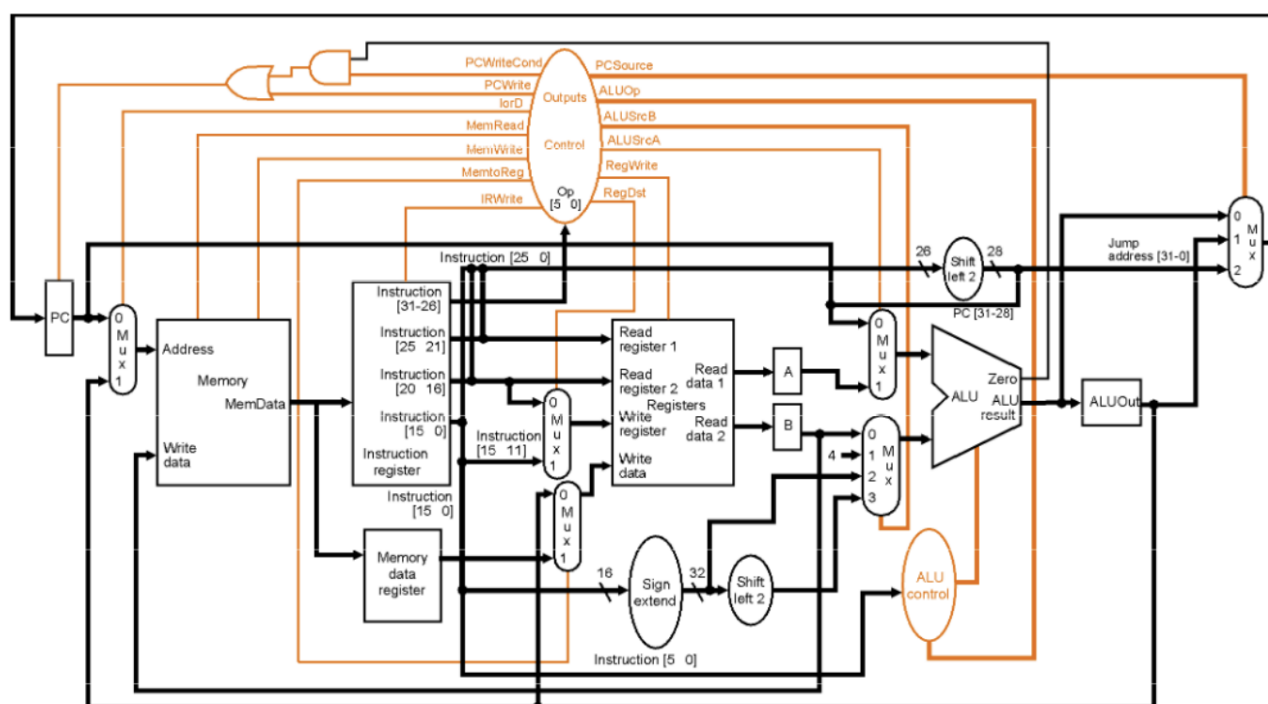 PCWriteCond
PCSource
PCWrite
ALUOp
IorD
Outputs
ALUSrcB
MemRead
Control
ALUSrcA
MemWrite
RegWrite
MemtoReg
Op
[5 0]
RegDst
IRWrite
0
1
2
M
u
x
Instruction [25 0]
26
Shift
left 2
28
Jump
address [31-0]
PC [31-28]
PC
0
M
u
x
1
Address
Memory
MemData
Write
data
Instruction
[31-26]
Instruction
[25 21]
Instruction
[20 16]
Instruction
[15 0]
Instruction
register
Instruction
[15 11]
Instruction
[15 0]
0
M
u
x
1
0
M
u
x
1
Read
register 1
Read
register 2
Registers
Write
register
Write
data
Read
data 1
Read
data 2
A
B
0
M
u
x
1
4
0
1
2
3
M
u
x
Zero
ALU
ALU
result
ALUOut
Memory
data
register
16
Sign
extend
32
Shift
left 2
ALU
control
Instruction [5 0]